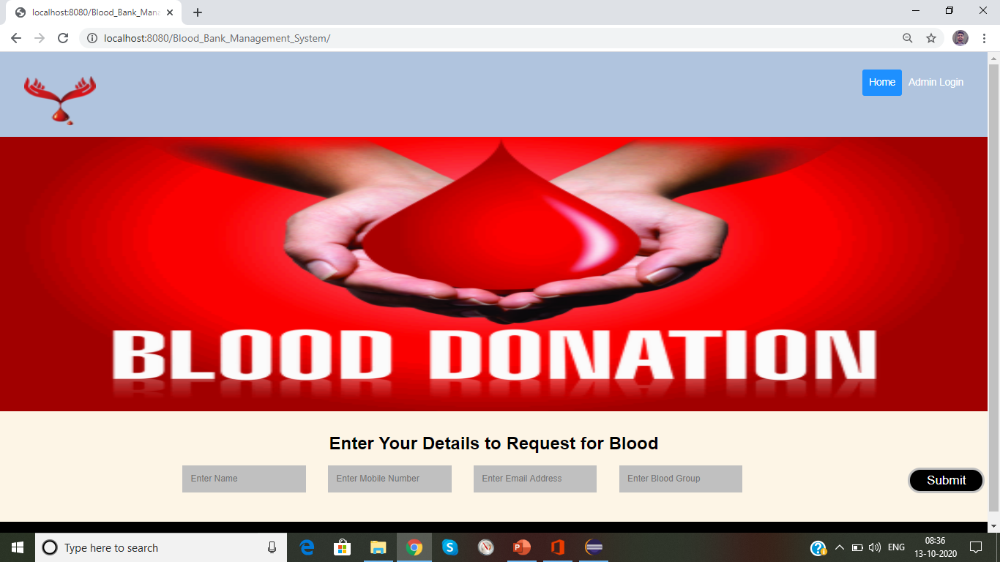 localhost:8080/Blood_Bank_Mana
localhost:8080/Blood_Bank_Management_System/
Home Admin Login
BLOOD DONATION
Enter Your Details to Request for Blood
Enter Name Enter Mobile Number Enter Email Address Enter Blood Group Submit
Type here to search
ENG
08:36
13-10-2020